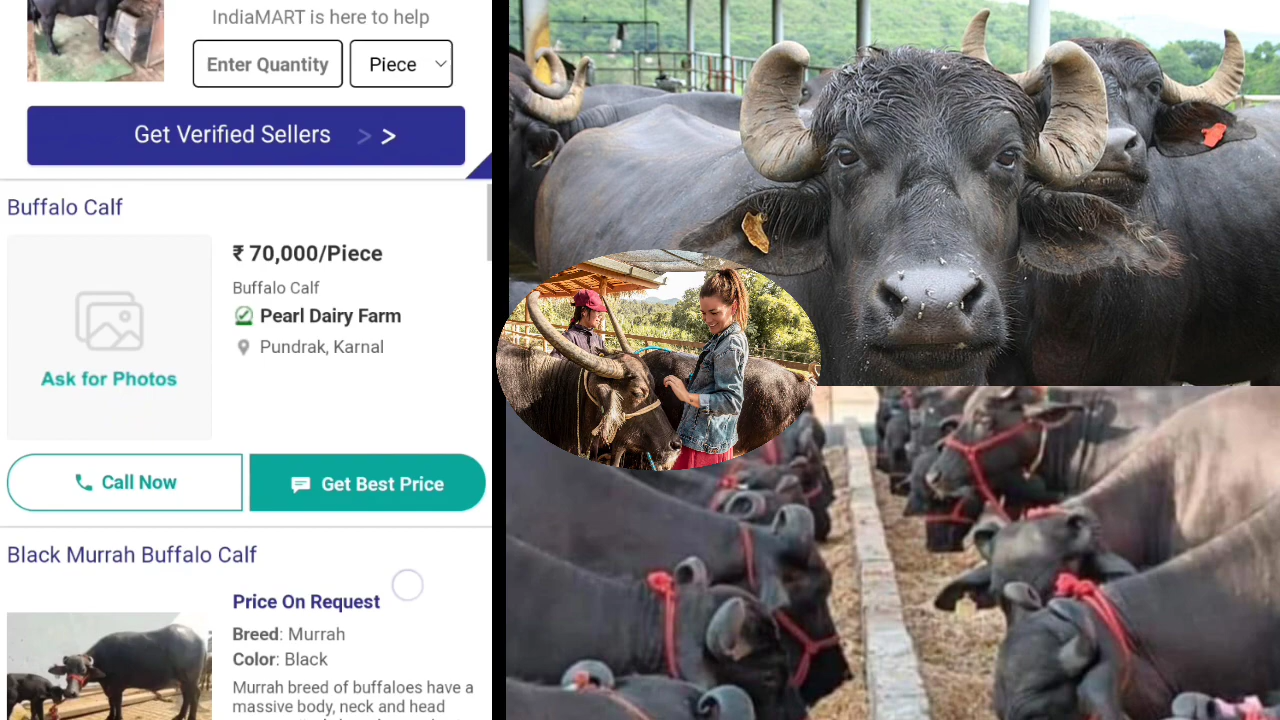 IndiaMART is here to help
Enter Quantity
Piece
Get Verified Sellers > >
Buffalo Calf
₹ 70,000/Piece
Buffalo Calf
Pearl Dairy Farm
Pundrak, Karnal
Ask for Photos
Call Now
Get Best Price
Black Murrah Buffalo Calf
Price On Request
Breed: Murrah
Color: Black
Murrah breed of buffaloes have a
massive body, neck and head